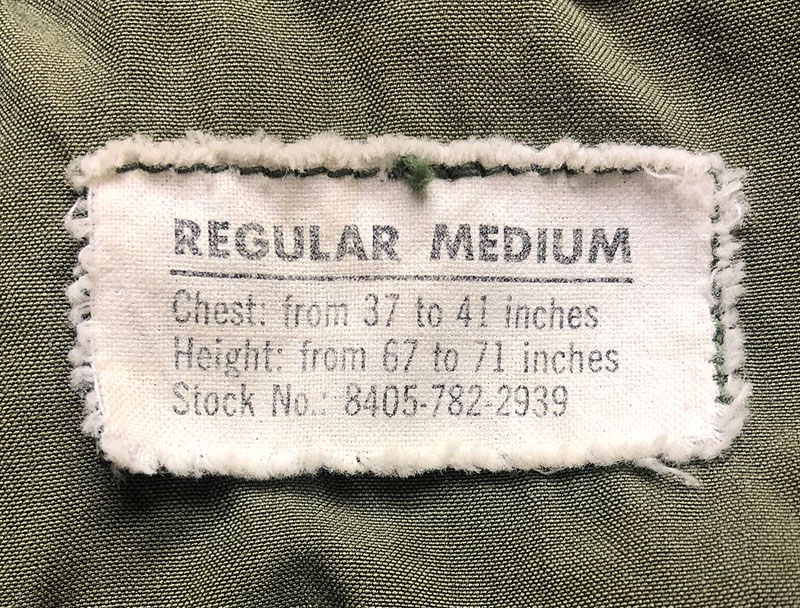 REGULAR MEDIUM
Chest: from 37 to 41 inches
Height: from 67 to 71 inches
Stock No.: 8405-782-2939